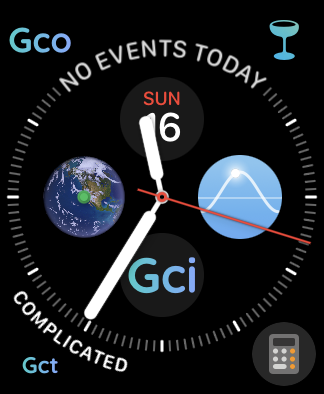 Gco
NO EVENTS TODAY
SUN
16
Gci
COMPLICATED
Gct